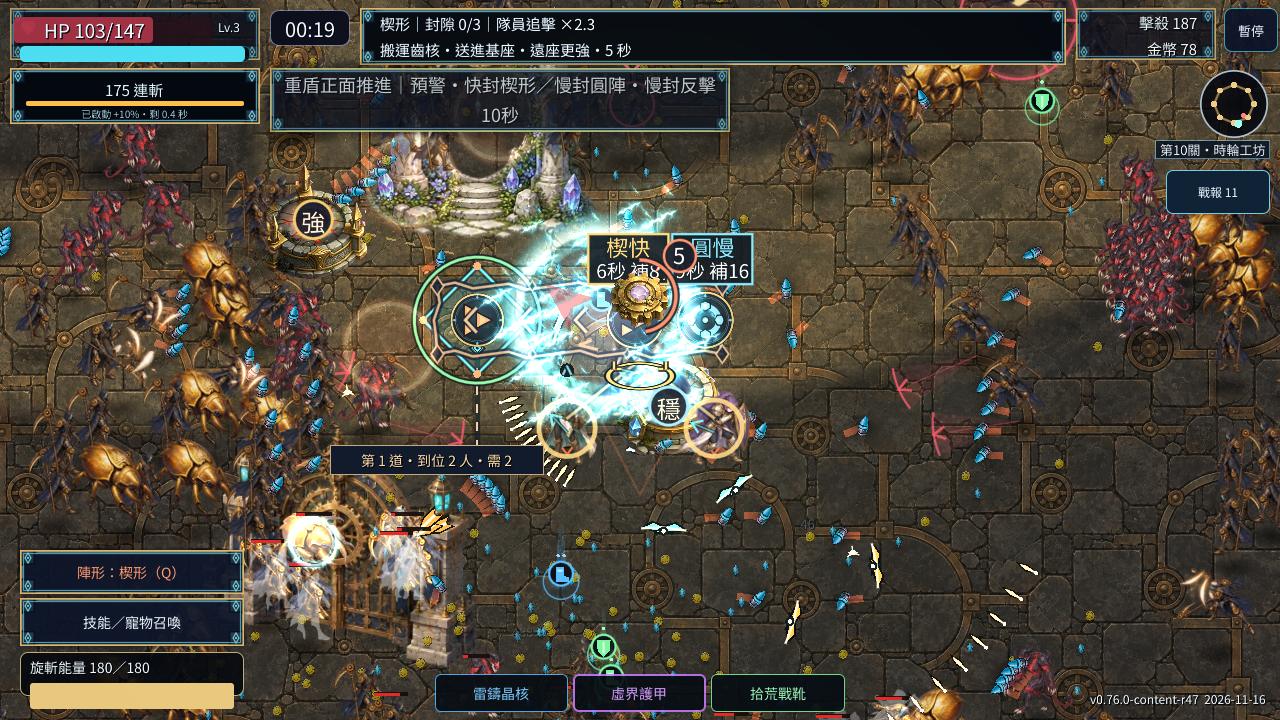 HP 103/147
Lv.3
00:19
楔形｜封隙 0/3｜隊員追擊 ×2.3
搬運齒核・送進基座・遠座更強・5 秒
擊殺 187
金幣 78
暫停
175 連斬
已啟動 +10%・剩 0.4 秒
重盾正面推進｜預警・快封楔形／慢封圓陣・慢封反擊
10秒
第10關・時輪工坊
戰報 11
強
楔快
6秒 補8
5
圓慢
秒 補16
穩
第 1 道・到位 2 人・需 2
陣形：楔形（Q）
技能／寵物召喚
旋斬能量 180／180
雷鑄晶核
虛界護甲
拾荒戰靴
v0.76.0-content-r47 2026-11-16